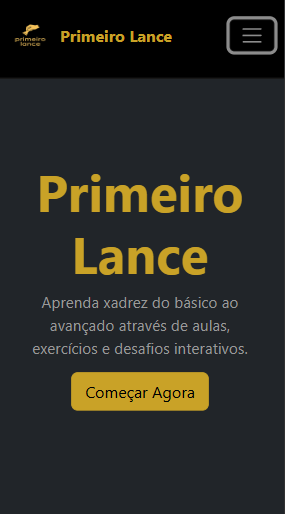 primeiro
lance
Primeiro Lance
Primeiro
Lance
Aprenda xadrez do básico ao
avançado através de aulas,
exercícios e desafios interativos.
Começar Agora